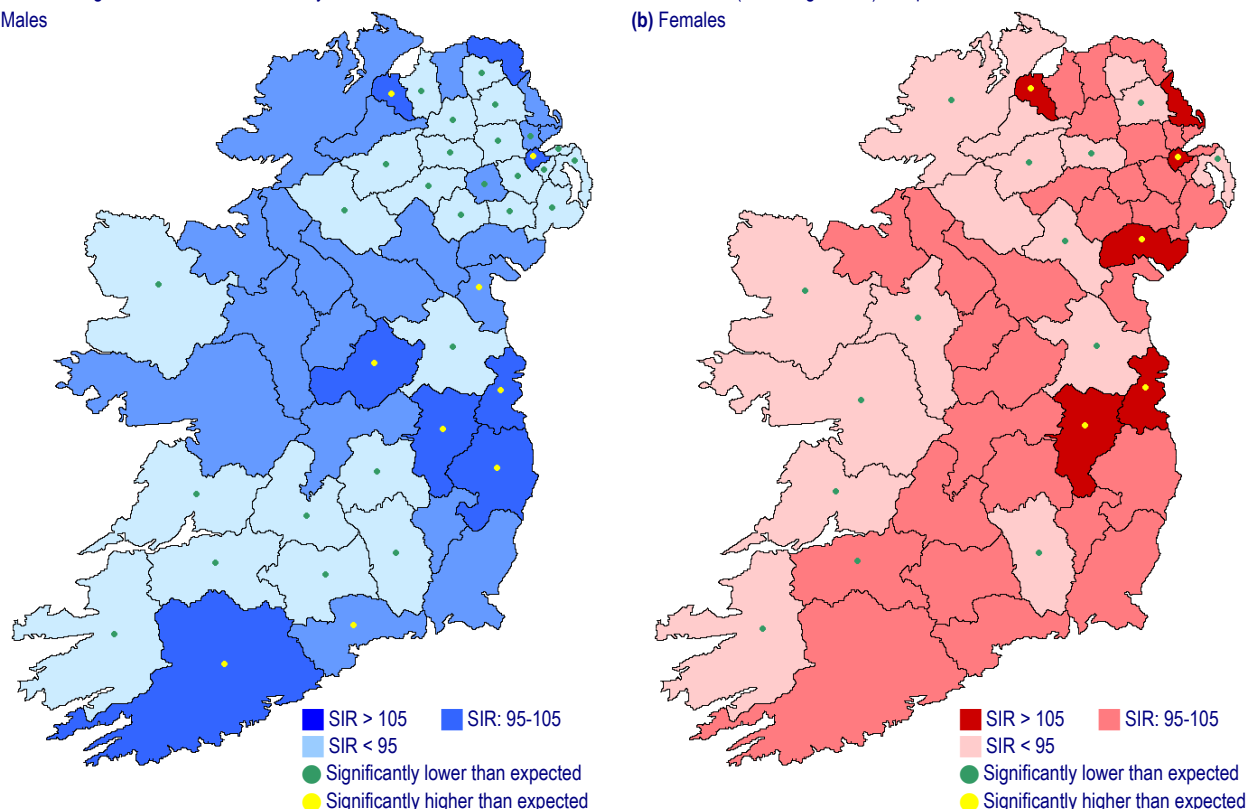 Males
(b) Females
SIR > 105 SIR: 95-105
SIR < 95
Significantly lower than expected
Significantly higher than expected
SIR > 105 SIR: 95-105
SIR < 95
Significantly lower than expected
Significantly higher than expected